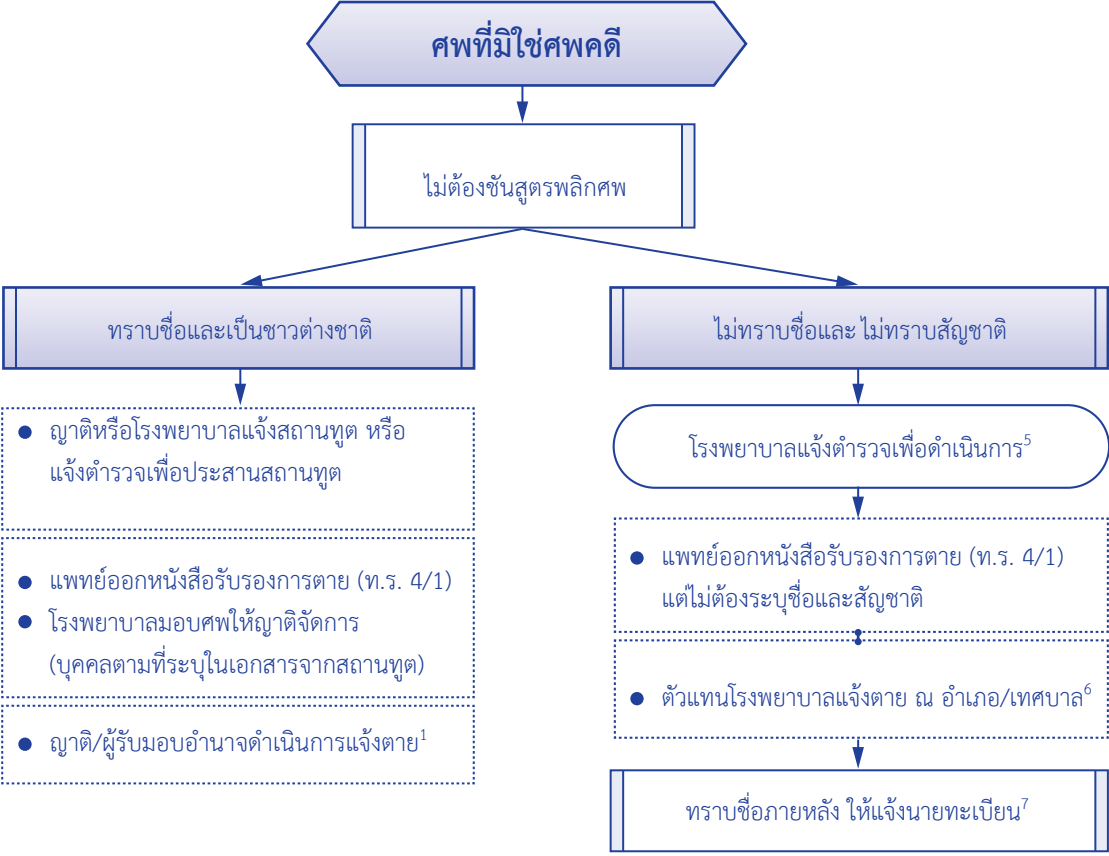 ศพที่มิใช่ศพคดี
ไม่ต้องชันสูตรพลิกศพ
ทราบชื่อและเป็นชาวต่างชาติ
● ญาติหรือโรงพยาบาลแจ้งสถานทูต หรือ
แจ้งตำรวจเพื่อประสานสถานทูต
● แพทย์ออกหนังสือรับรองการตาย (ท.ร. 4/1)
● โรงพยาบาลมอบศพให้ญาติจัดการ
(บุคคลตามที่ระบุในเอกสารจากสถานทูต)
● ญาติ/ผู้รับมอบอำนาจดำเนินการแจ้งตาย¹
ไม่ทราบชื่อและ ไม่ทราบสัญชาติ
โรงพยาบาลแจ้งตำรวจเพื่อดำเนินการ⁵
● แพทย์ออกหนังสือรับรองการตาย (ท.ร. 4/1)
แต่ไม่ต้องระบุชื่อและสัญชาติ
● ตัวแทนโรงพยาบาลแจ้งตาย ณ อำเภอ/เทศบาล⁶
ทราบชื่อภายหลัง ให้แจ้งนายทะเบียน⁷